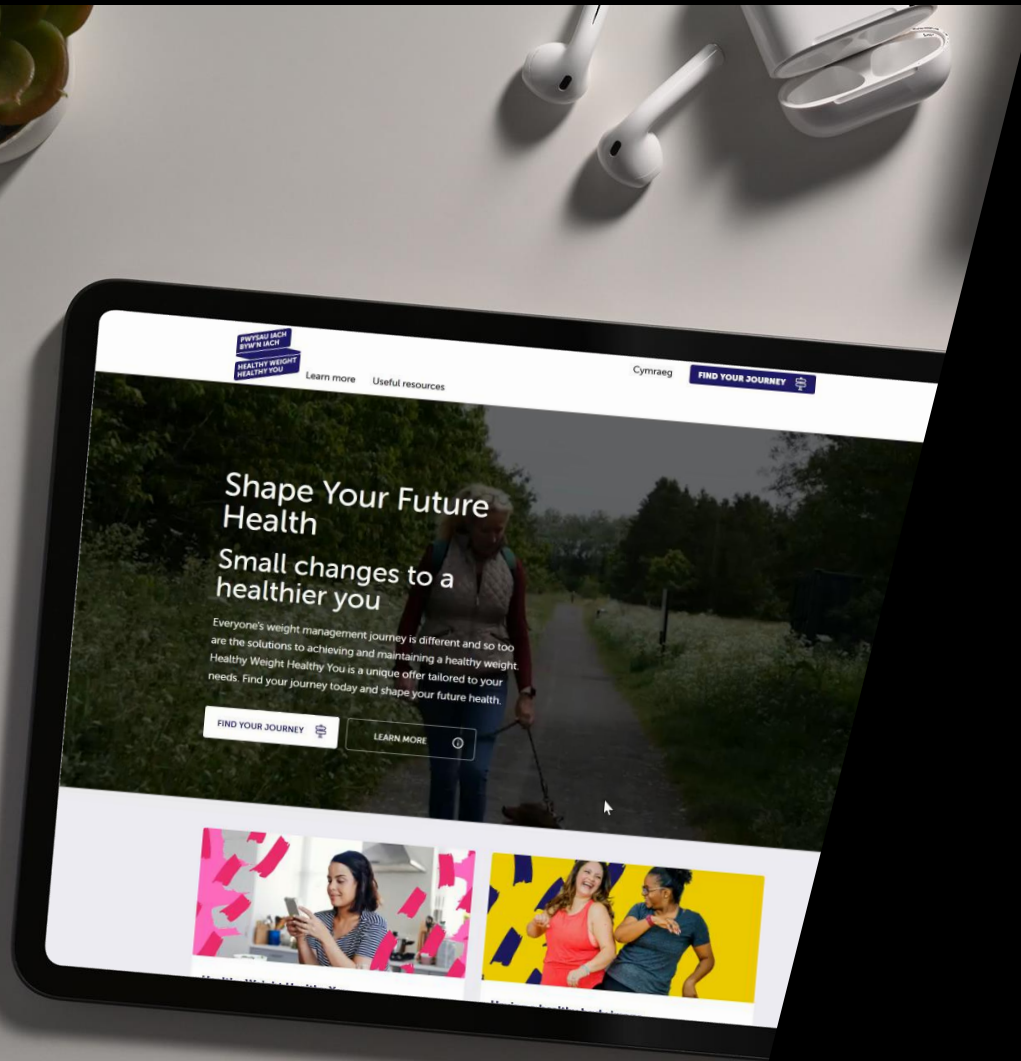 PWYSAU IACH
BYW'N IACH
HEALTHY WEIGHT
HEALTHY YOU
Learn more
Useful resources
Cymraeg
FIND YOUR JOURNEY
Shape Your Future
Health
Small changes to a
healthier you
Everyone's weight management journey is different and so too
are the solutions to achieving and maintaining a healthy weight.
Healthy Weight Healthy You is a unique offer tailored to your
needs. Find your journey today and shape your future health.
FIND YOUR JOURNEY
LEARN MORE